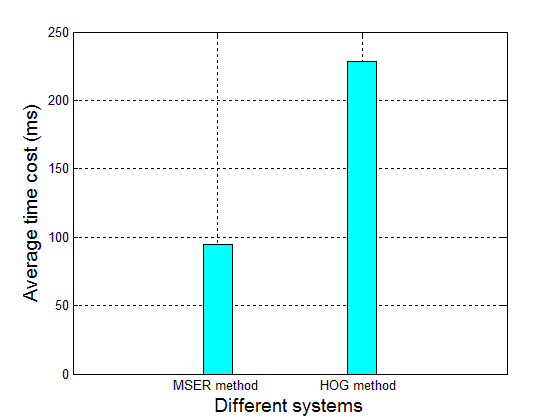 250
200
150
100
50
0
Average time cost (ms)
MSER method
HOG method
Different systems